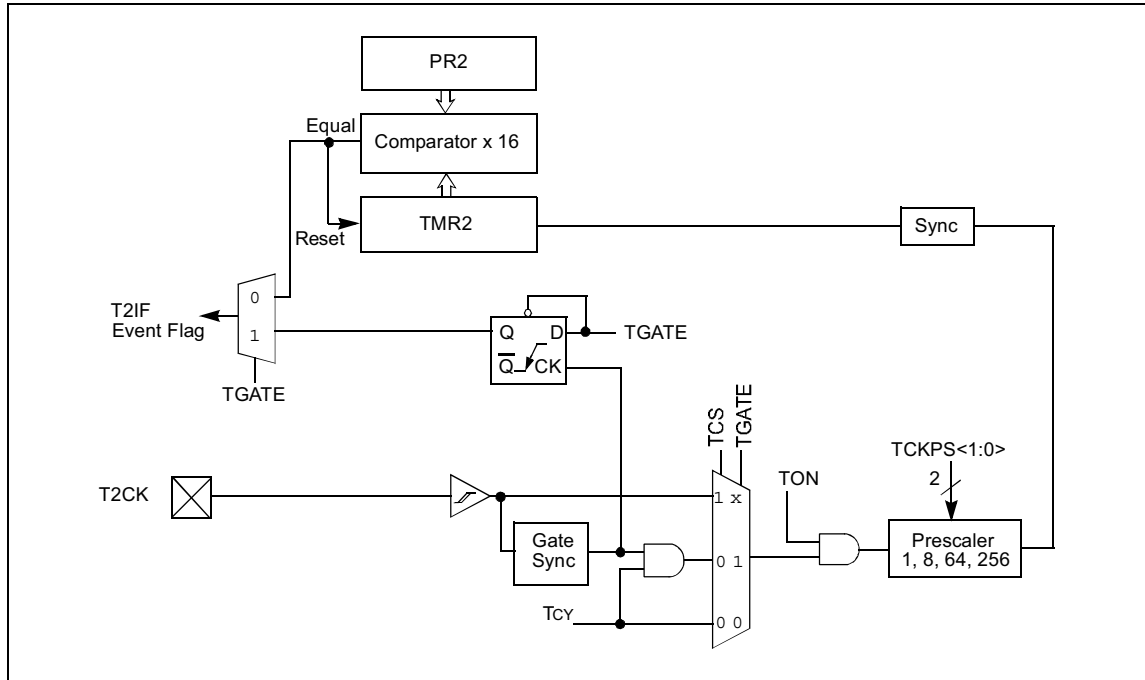 PR2
Equal
Comparator x 16
TMR2
Sync
Reset
0
T2IF
Event Flag
1
Q D
TGATE
Q CK
TGATE
TCS
TGATE
TCKPS<1:0>
2
TON
T2CK
1 x
Gate
Sync
0 1
Prescaler
1, 8, 64, 256
TCY
0 0